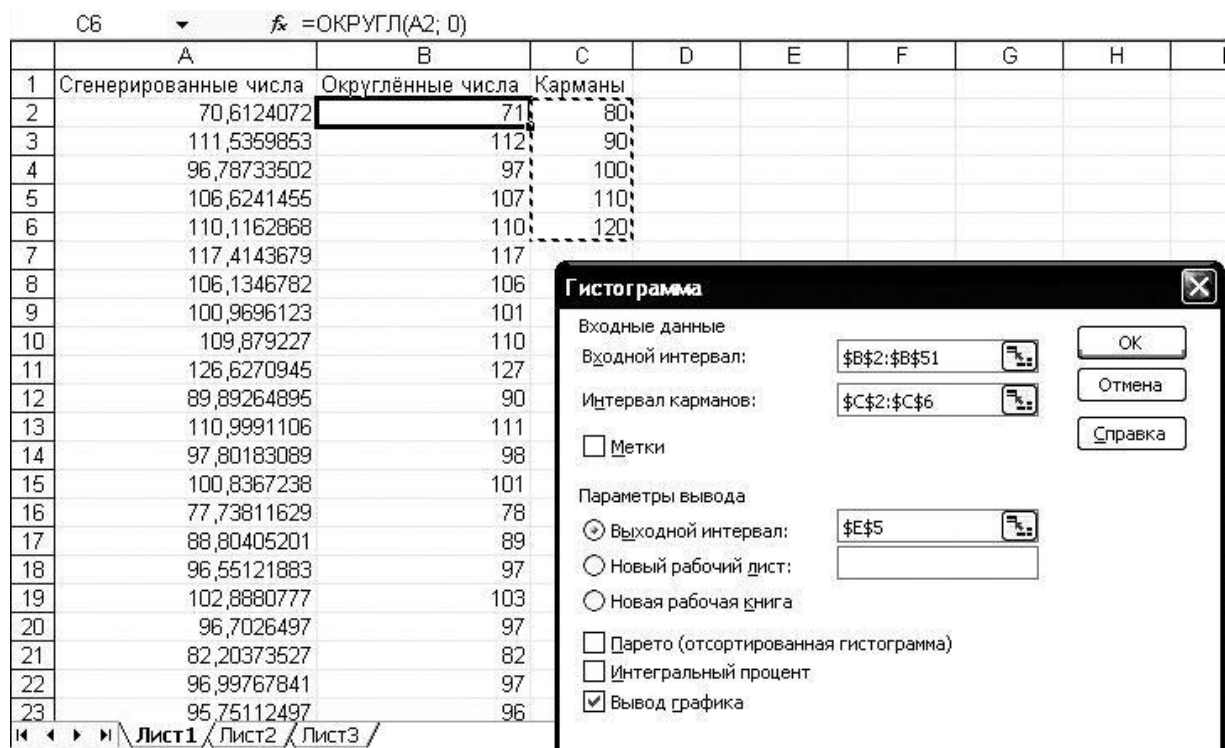 C6 fx =ОКРУГЛ(A2; 0)
A B C D E F G H
1 Сгенерированные числа Округлённые числа Карманы
2 70,6124072 71 80
3 111,5359853 112 90
4 96,78733502 97 100
5 106,6241455 107 110
6 110,1162868 110 120
7 117,4143679 117
8 106,1346782 106
9 100,9696123 101
10 109,879227 110
11 126,6270945 127
12 89,89264895 90
13 110,9991106 111
14 97,80183089 98
15 100,8367238 101
16 77,73811629 78
17 88,80405201 89
18 96,55121883 97
19 102,8880777 103
20 96,7026497 97
21 82,20373527 82
22 96,99767841 97
23 95,75112497 96
Лист1 Лист2 Лист3
Гистограмма
Входные данные
Входной интервал: $B$2:$B$51
Интервал карманов: $C$2:$C$6
Метки
OK
Отмена
Справка
Параметры вывода
Выходной интервал: $E$5
Новый рабочий лист:
Новая рабочая книга
Парето (отсортированная гистограмма)
Интегральный процент
Вывод графика